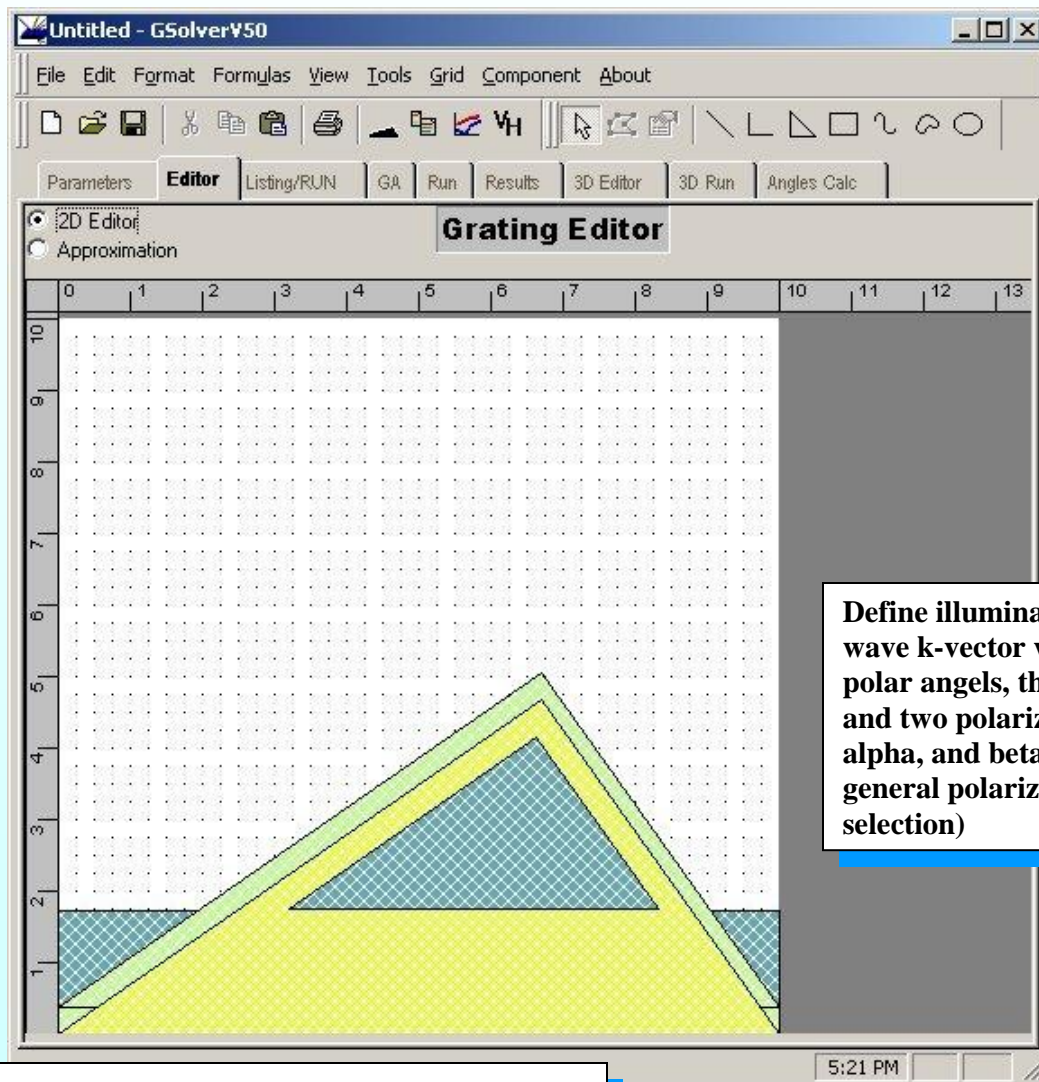 Untitled - GSolverV50
File Edit Format Formulas View Tools Grid Component About
VH
Parameters Editor Listing/RUN GA Run Results 3D Editor 3D Run Angles Calc
2D Editor
Approximation
Grating Editor
0 1 2 3 4 5 6 7 8 9 10 11 12 13
10
9
8
7
6
5
4
3
2
1
Define illumina
wave k-vector v
polar angels, th
and two polariz
alpha, and beta
general polariz
selection)
5:21 PM